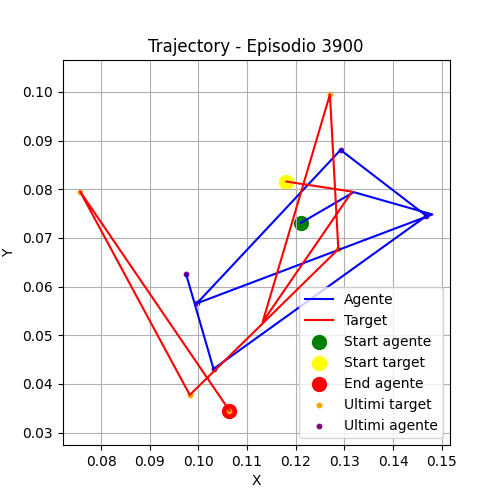 Trajectory - Episodio 3900
Y
0.10
0.09
0.08
0.07
0.06
0.05
0.04
0.03
Agente
Target
Start agente
Start target
End agente
Ultimi target
Ultimi agente
0.08 0.09 0.10 0.11 0.12 0.13 0.14 0.15
X